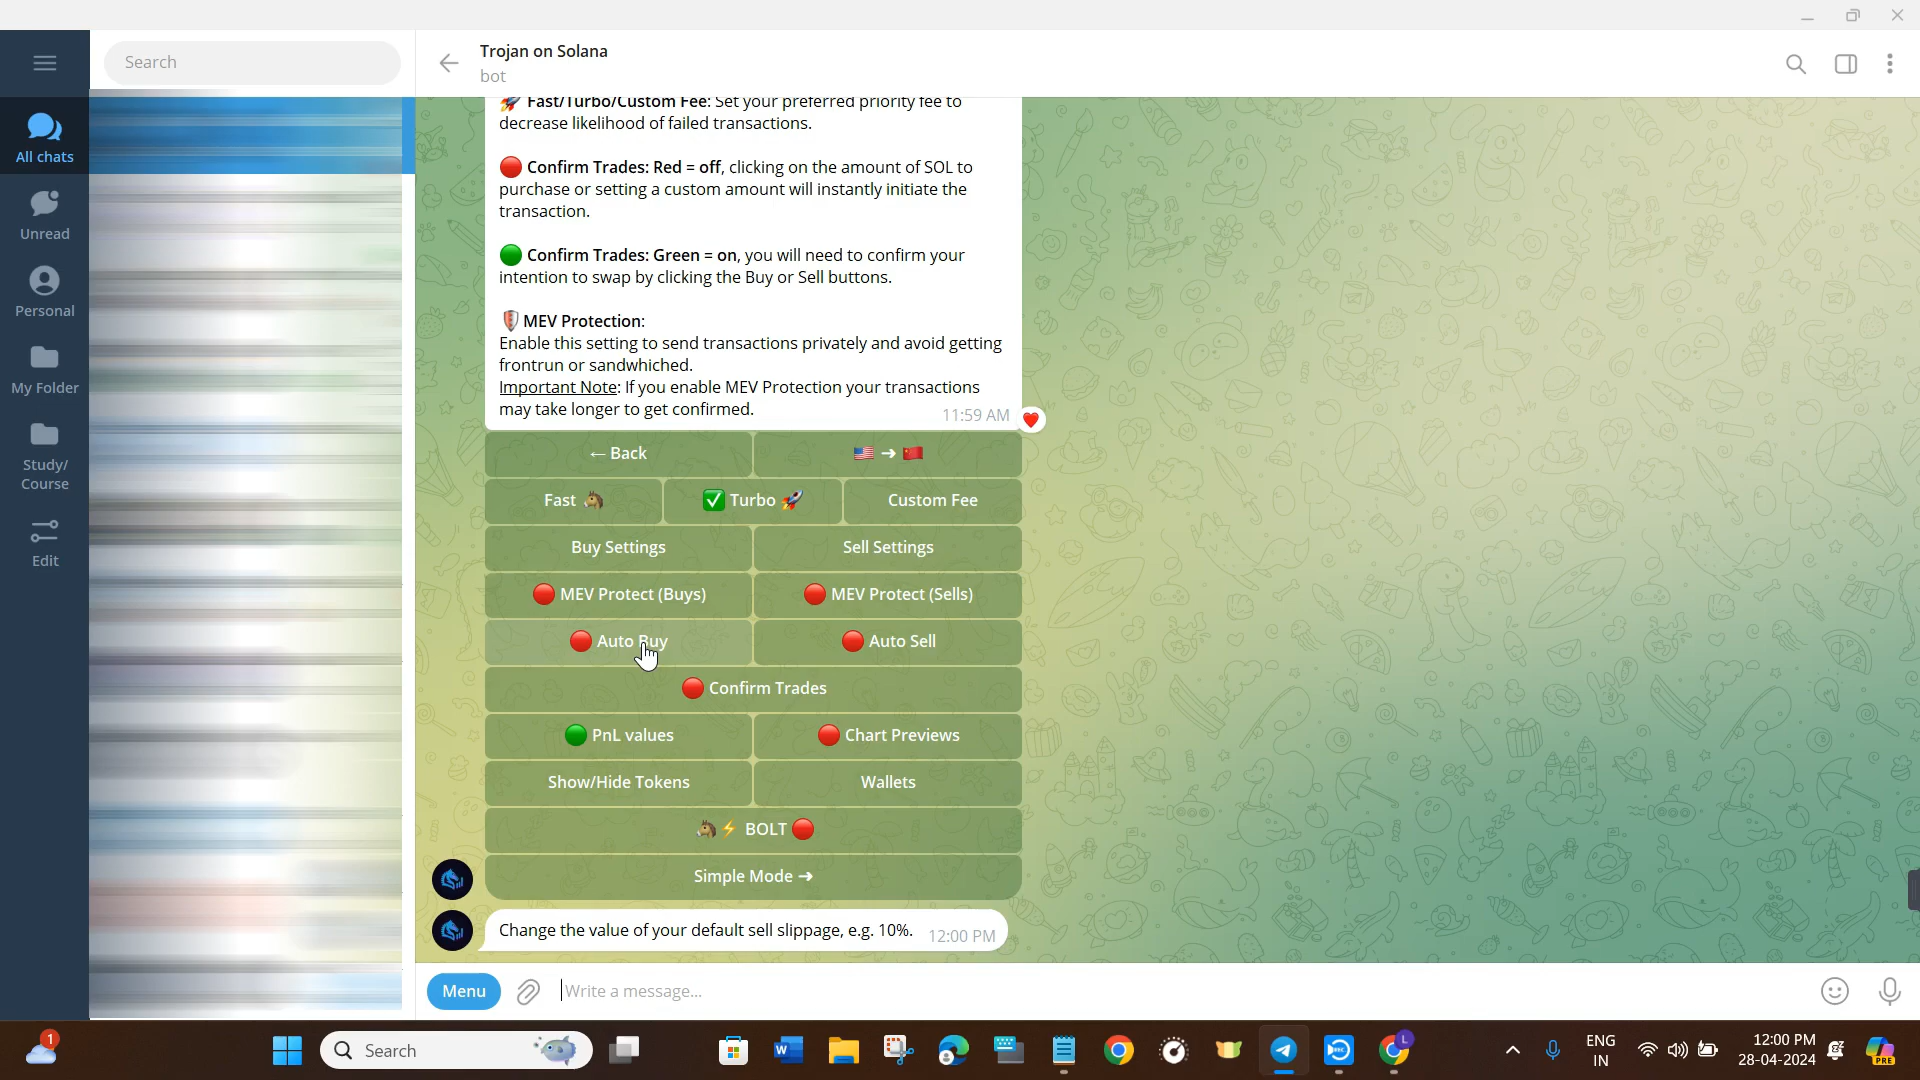 Search
Trojan on Solana
bot
All chats
Unread
Personal
My Folder
Study/
Course
Edit
🚀 Fast/Turbo/Custom Fee: Set your preferred priority fee to
decrease likelihood of failed transactions.
🔴 Confirm Trades: Red = off, clicking on the amount of SOL to
purchase or setting a custom amount will instantly initiate the
transaction.
🟢 Confirm Trades: Green = on, you will need to confirm your
intention to swap by clicking the Buy or Sell buttons.
MEV Protection:
Enable this setting to send transactions privately and avoid getting
frontrun or sandwhiched.
Important Note: If you enable MEV Protection your transactions
may take longer to get confirmed.
11:59 AM
← Back
🇺🇸 ➔ 🇨🇳
Fast 🐴
✅ Turbo 🚀
Custom Fee
Buy Settings
Sell Settings
🔴 MEV Protect (Buys)
🔴 MEV Protect (Sells)
🔴 Auto Buy
🔴 Auto Sell
🔴 Confirm Trades
🟢 PnL values
🔴 Chart Previews
Show/Hide Tokens
Wallets
🐴⚡ BOLT 🔴
Simple Mode ➔
Change the value of your default sell slippage, e.g. 10%.
12:00 PM
Menu
Write a message...
1
Search
W
L
ENG
IN
12:00 PM
28-04-2024
PRE